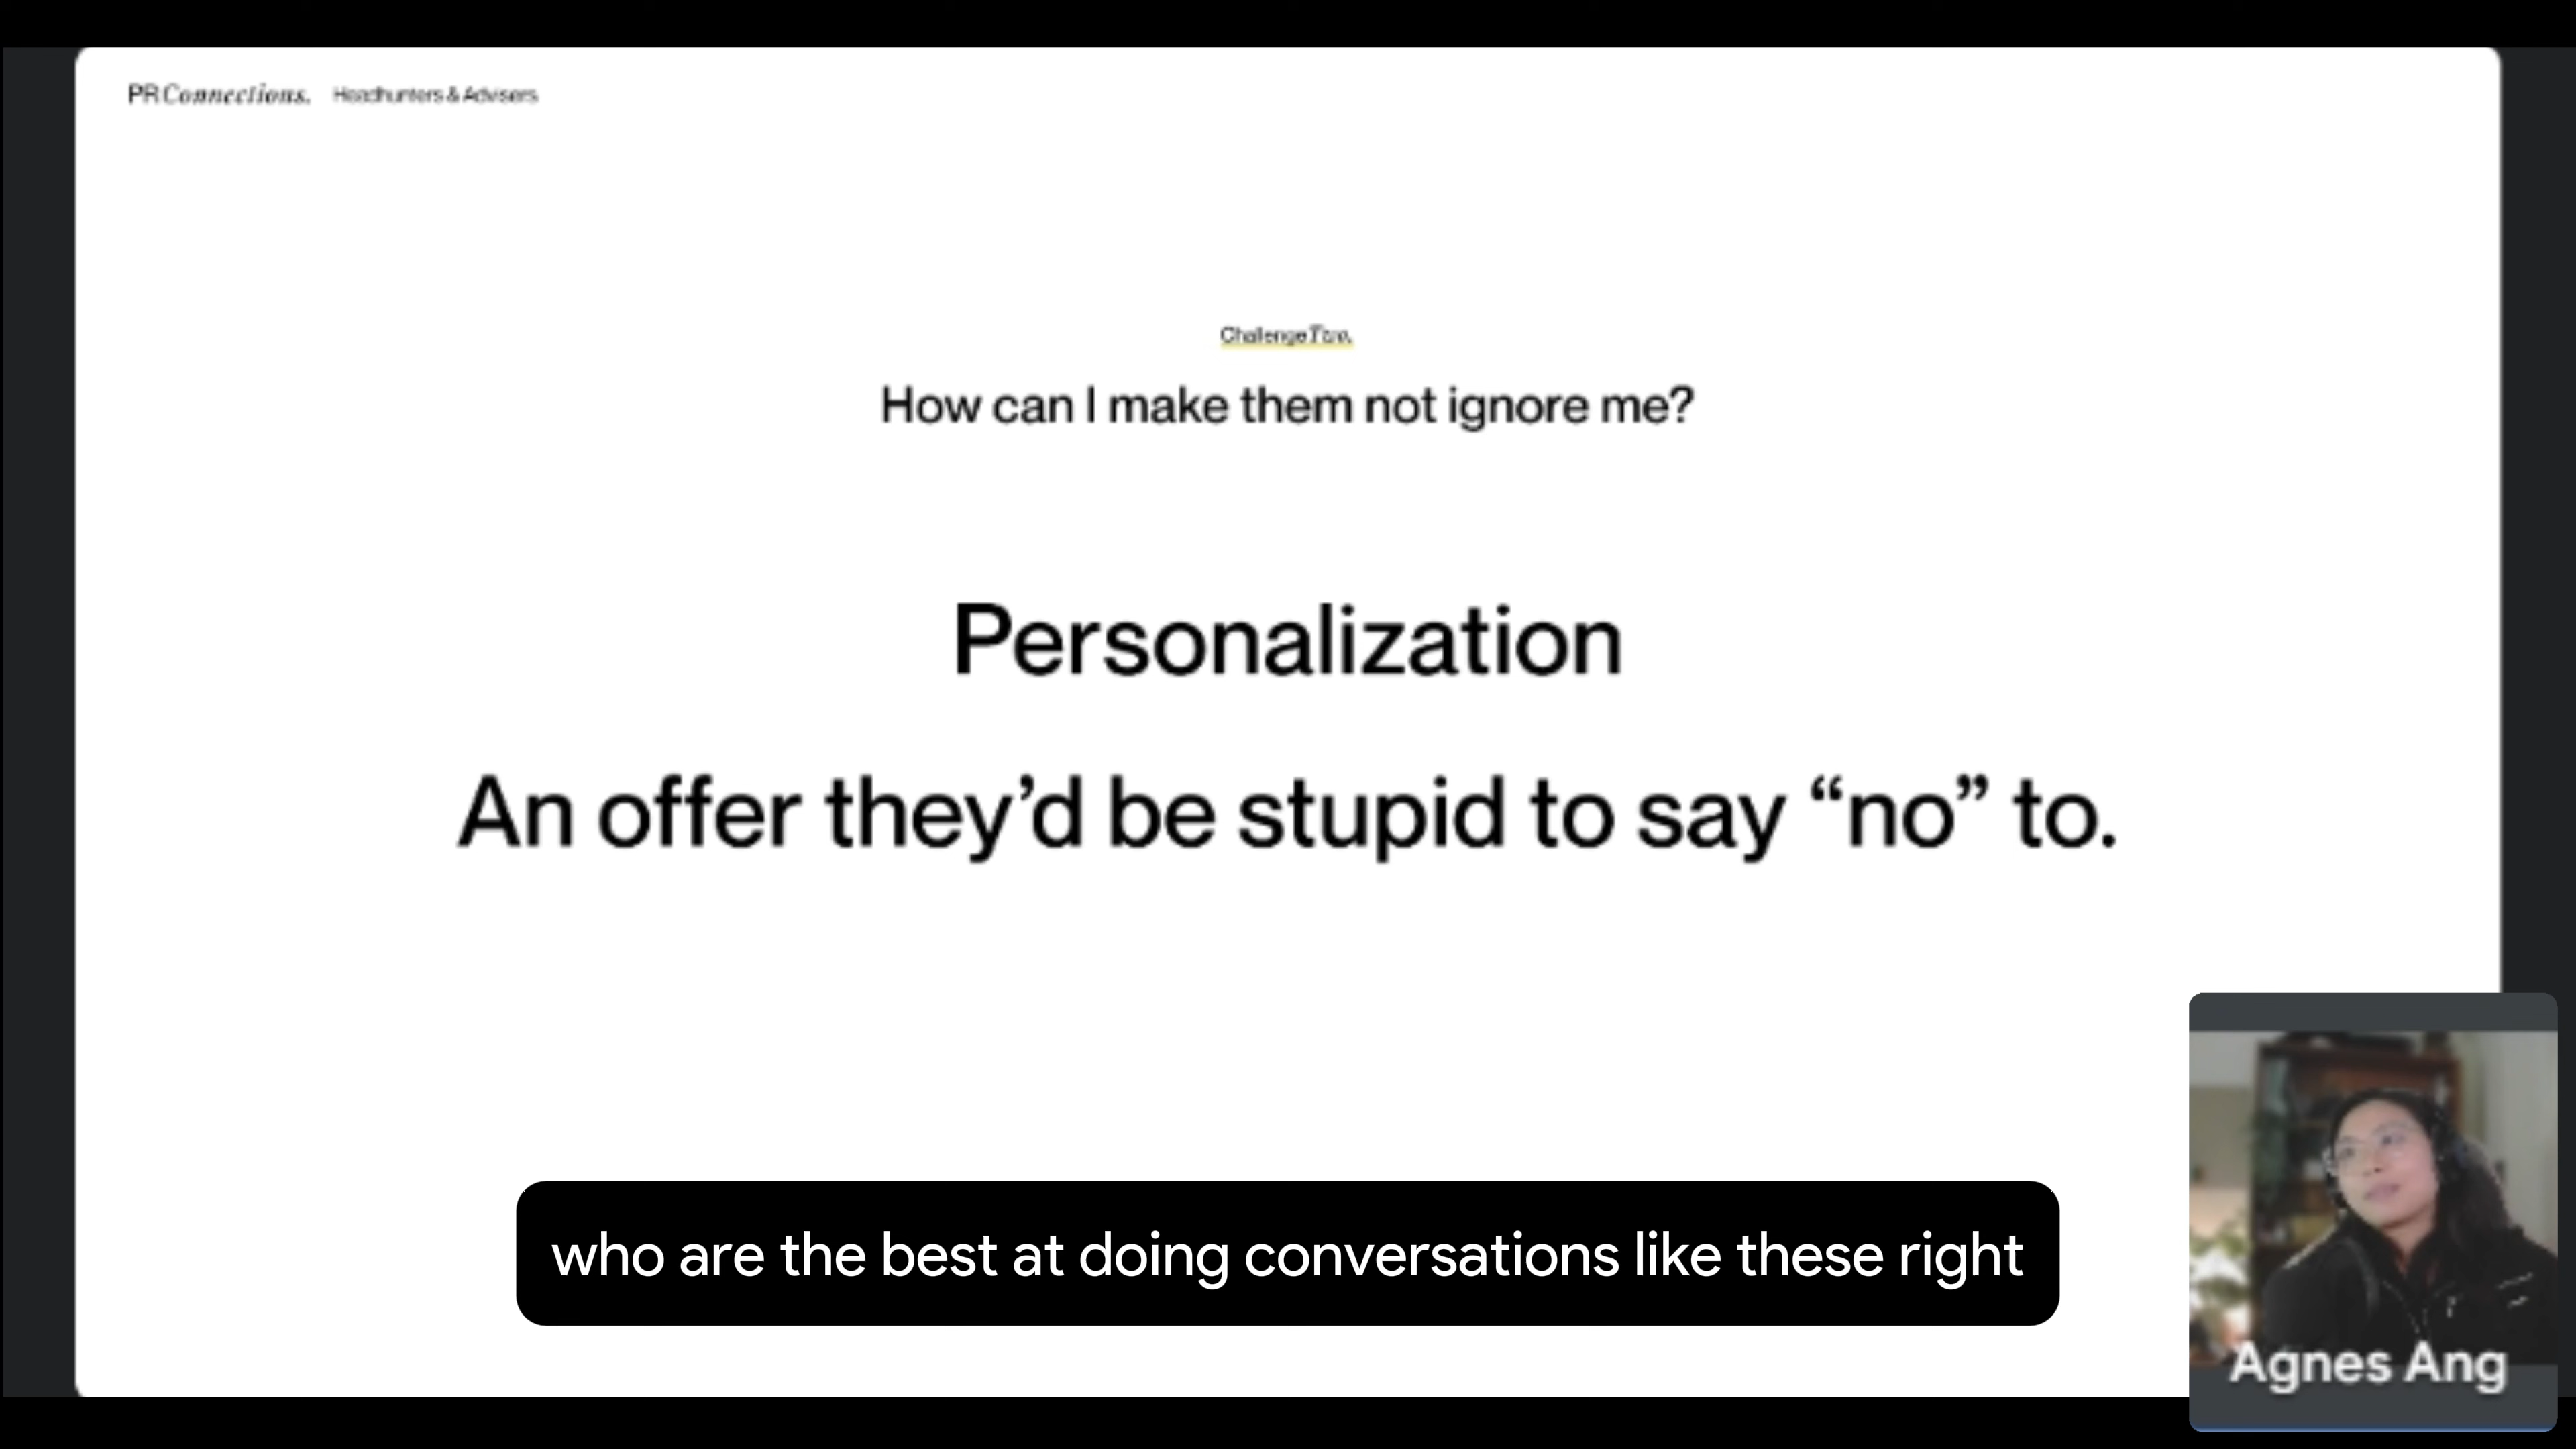 PR Connections. Headhunters & Advisers
Challenge Two.
How can I make them not ignore me?
Personalization
An offer they’d be stupid to say “no” to.
who are the best at doing conversations like these right
Agnes Ang